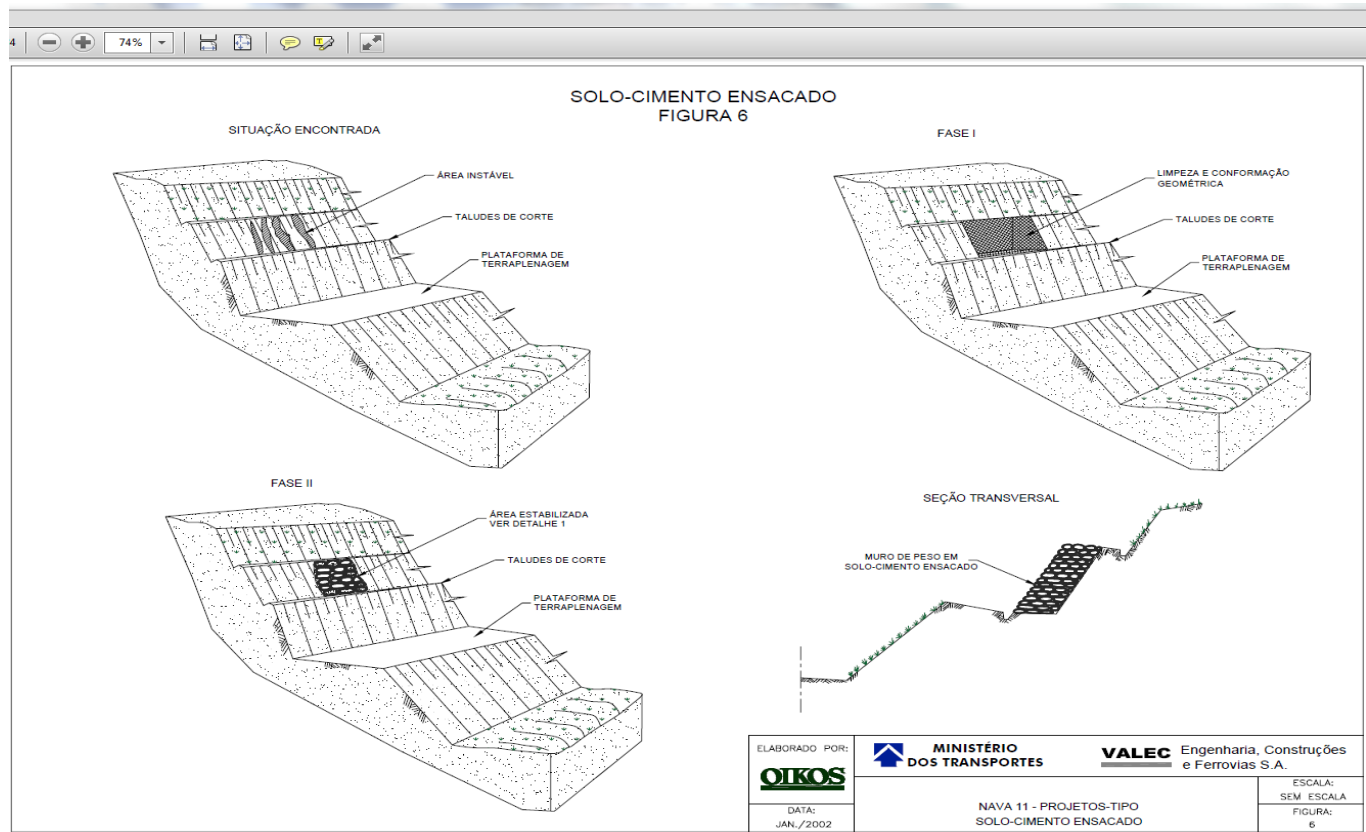 4
74%
SOLO-CIMENTO ENSACADO
FIGURA 6
SITUAÇÃO ENCONTRADA
ÁREA INSTÁVEL
TALUDES DE CORTE
PLATAFORMA DE
TERRAPLENAGEM
FASE I
LIMPEZA E CONFORMAÇÃO
GEOMÉTRICA
TALUDES DE CORTE
PLATAFORMA DE
TERRAPLENAGEM
FASE II
ÁREA ESTABILIZADA
VER DETALHE 1
TALUDES DE CORTE
PLATAFORMA DE
TERRAPLENAGEM
SEÇÃO TRANSVERSAL
MURO DE PESO EM
SOLO-CIMENTO ENSACADO
ELABORADO POR:
OIKOS
DATA:
JAN./2002
MINISTÉRIO
DOS TRANSPORTES
VALEC Engenharia, Construções
e Ferrovias S.A.
NAVA 11 - PROJETOS-TIPO
SOLO-CIMENTO ENSACADO
ESCALA:
SEM ESCALA
FIGURA:
6